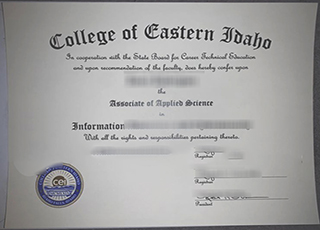 College of Eastern Idaho
In cooperation with the State Board for Career Technical Education
and upon recommendation of the faculty, does hereby confer upon
the
Associate of Applied Science
in
Information
With all the rights and responsibilities pertaining thereto.
President